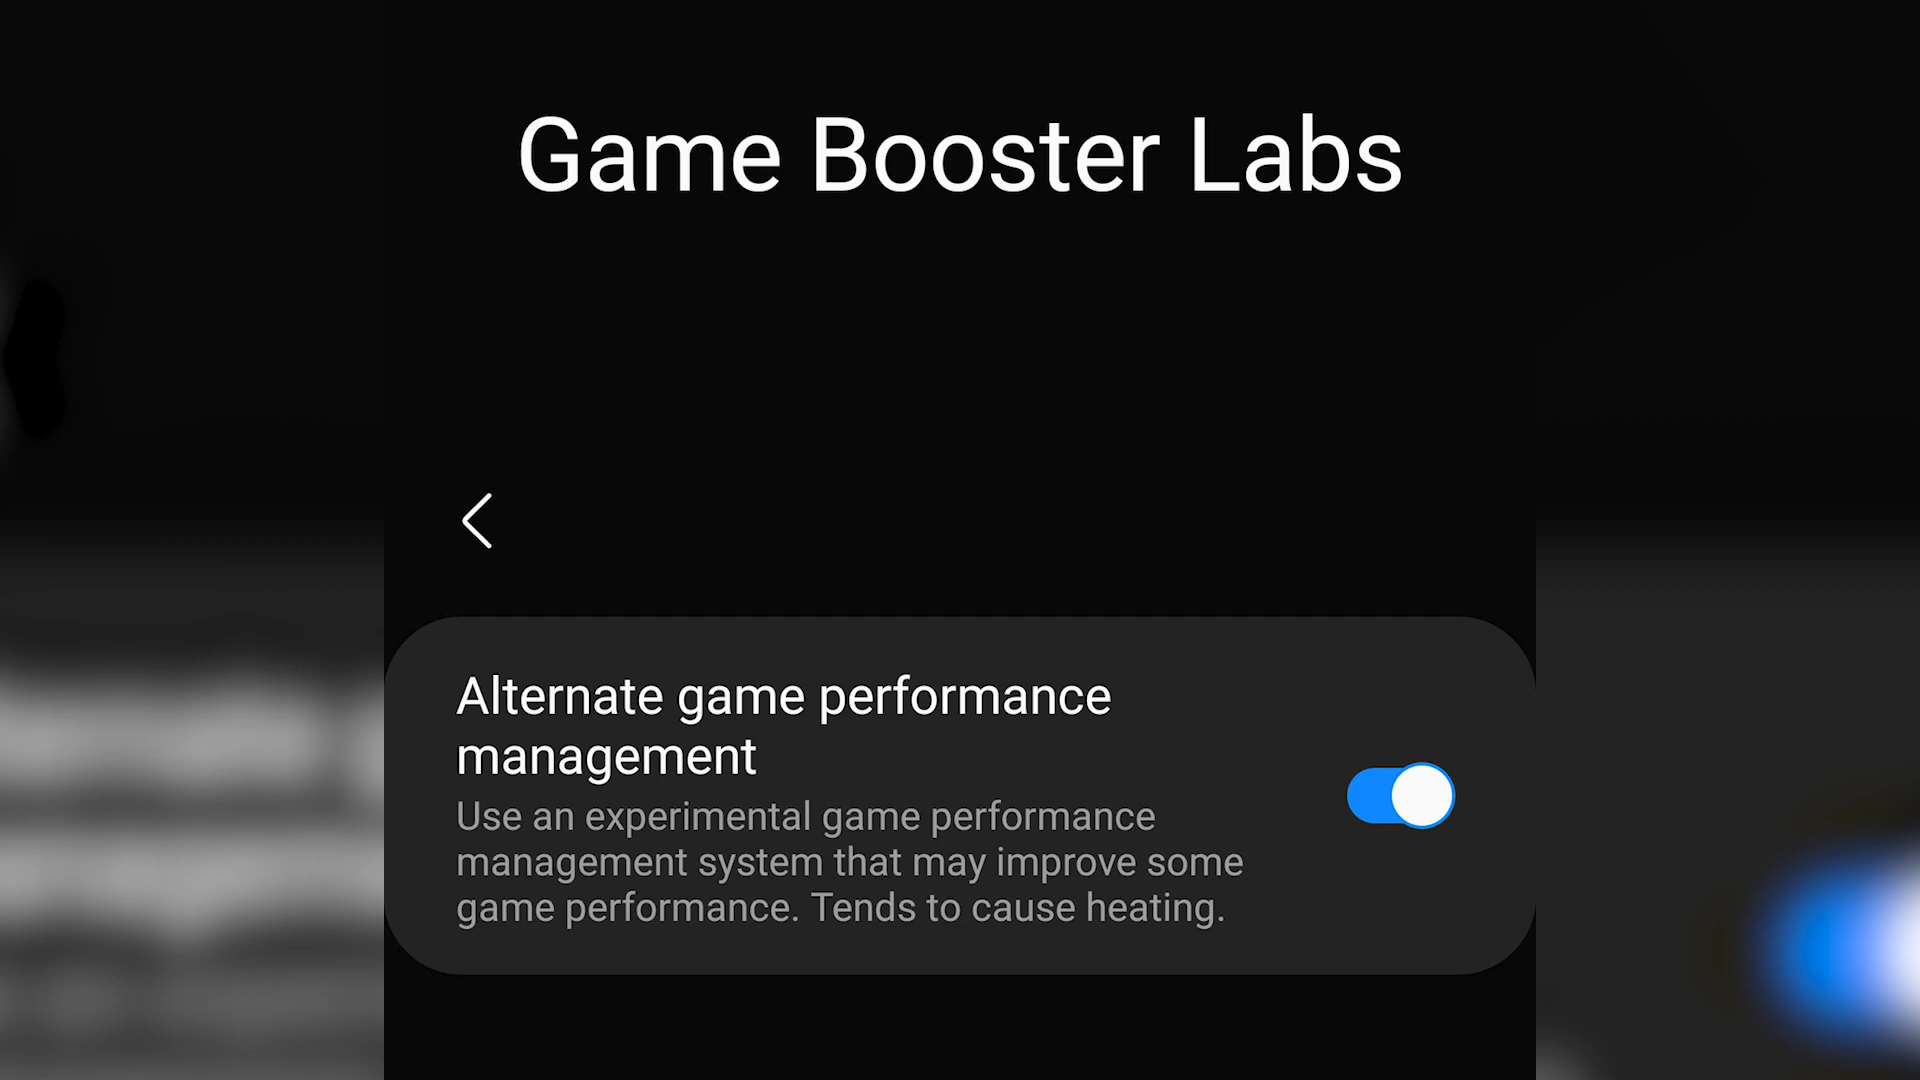 Game Booster Labs
Alternate game performance
management
Use an experimental game performance
management system that may improve some
game performance. Tends to cause heating.